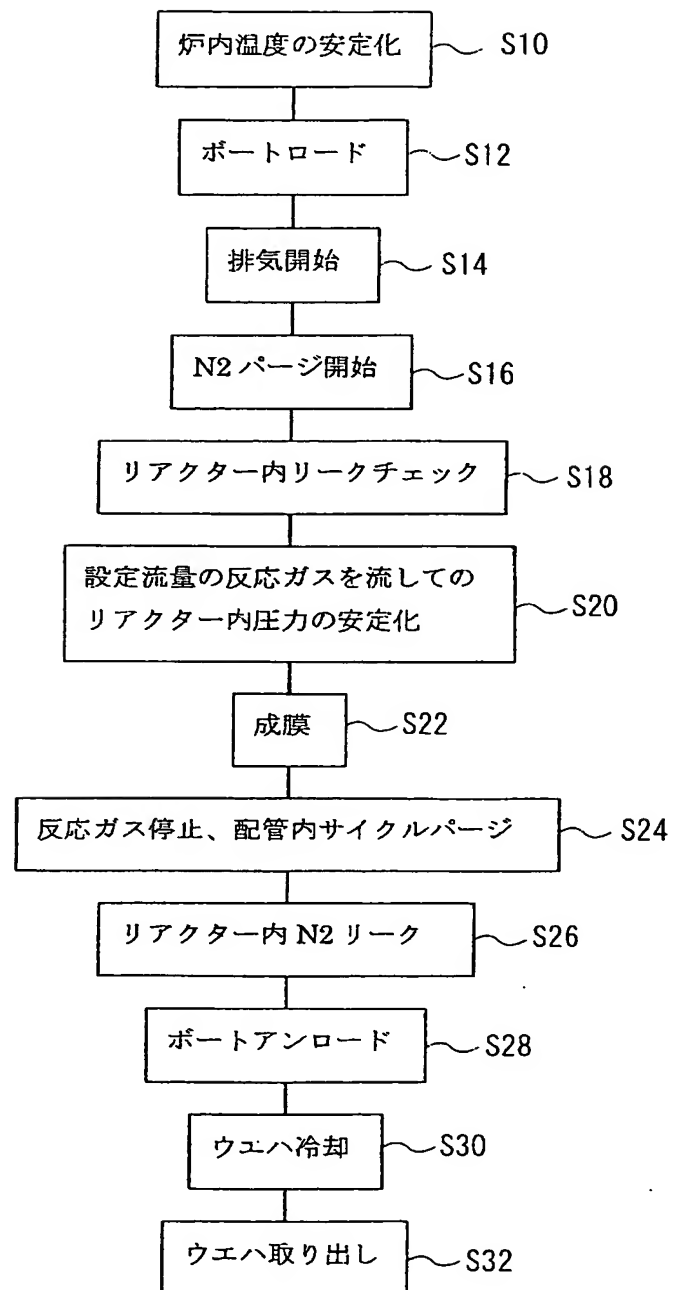 炉内温度の安定化 S10
ボートロード S12
排気開始 S14
N2 パージ開始 S16
リアクター内リークチェック S18
設定流量の反応ガスを流しての
リアクター内圧力の安定化 S20
成膜 S22
反応ガス停止、配管内サイクルパージ S24
リアクター内 N2 リーク S26
ボートアンロード S28
ウエハ冷却 S30
ウエハ取り出し S32